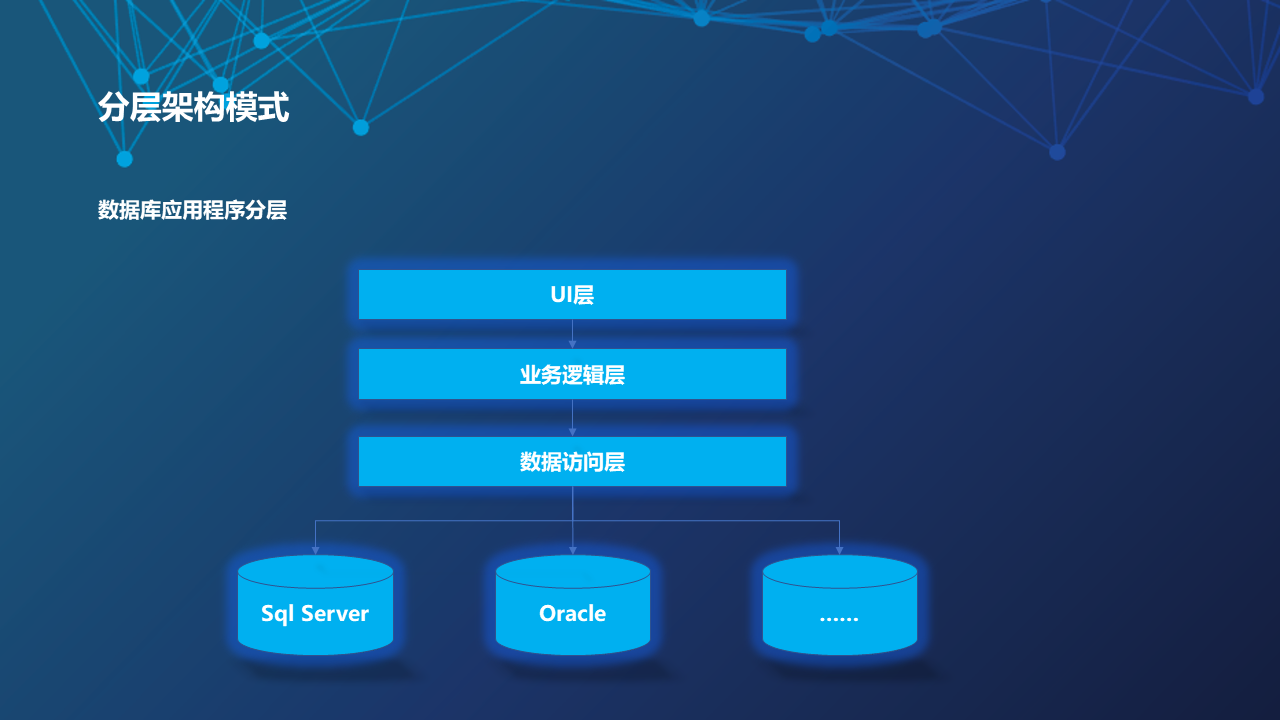 分层架构模式
数据库应用程序分层
UI层
业务逻辑层
数据访问层
Sql Server
Oracle
......